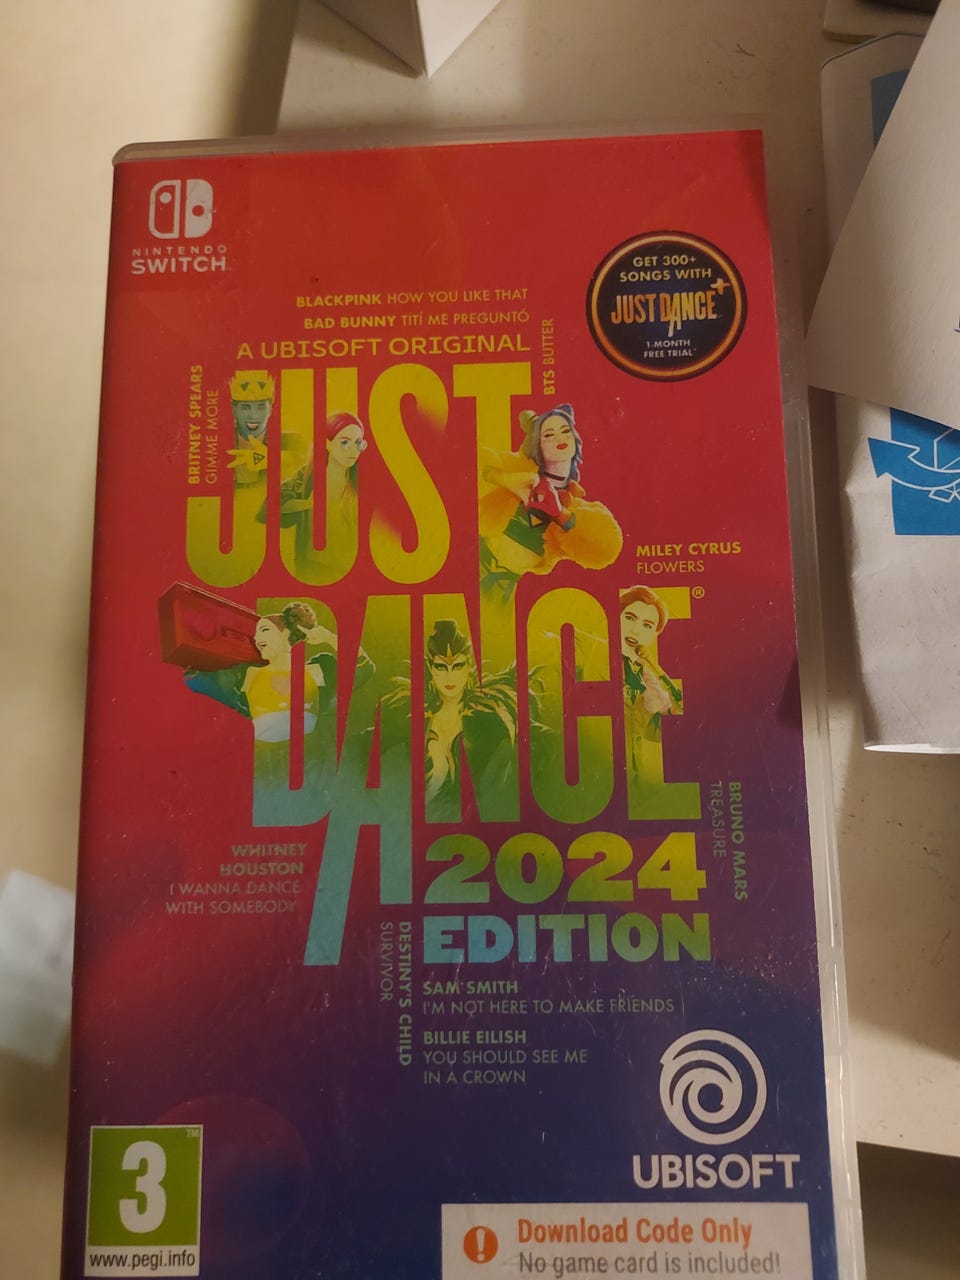 NINTENDO
SWITCH
GET 300+
SONGS WITH
JUST DANCE+
1-MONTH
FREE TRIAL*
BLACKPINK HOW YOU LIKE THAT
BAD BUNNY TITÍ ME PREGUNTÓ
A UBISOFT ORIGINAL
BRITNEY SPEARS
GIMME MORE
BTS BUTTER
JUST
DANCE®
MILEY CYRUS
FLOWERS
BRUNO MARS
TREASURE
2024
EDITION
WHITNEY
HOUSTON
I WANNA DANCE
WITH SOMEBODY
DESTINY'S CHILD
SURVIVOR
SAM SMITH
I'M NOT HERE TO MAKE FRIENDS
BILLIE EILISH
YOU SHOULD SEE ME
IN A CROWN
UBISOFT
3™
www.pegi.info
! Download Code Only
No game card is included!